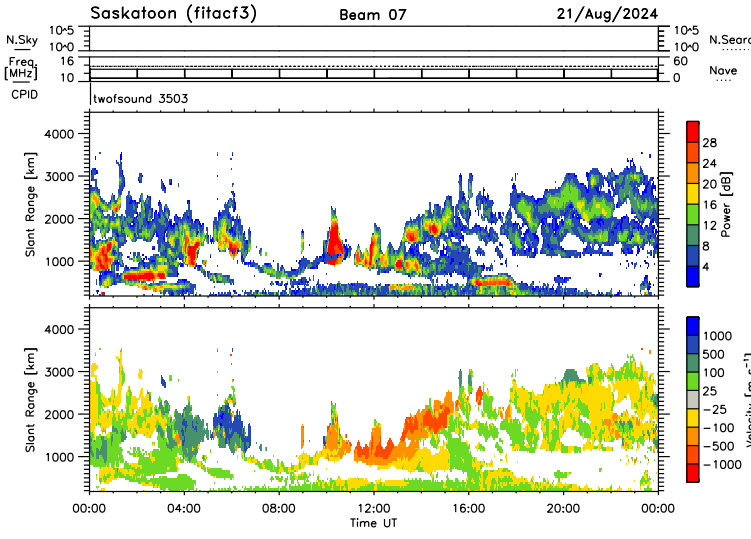 Saskatoon (fitacf3) Beam 07 21/Aug/2024
N.Sky 10^5 10^0 10^5 10^0 N.Sear
Freq. [MHz] 16 10 60 0 Nave
CPID twofsound 3503
Slant Range [km] 4000 3000 2000 1000
28 24 20 16 12 8 4 Power [dB]
Slant Range [km] 4000 3000 2000 1000
1000 500 100 25 -25 -100 -500 -1000 Velocity [m s^-1]
00:00 04:00 08:00 12:00 16:00 20:00 00:00
Time UT